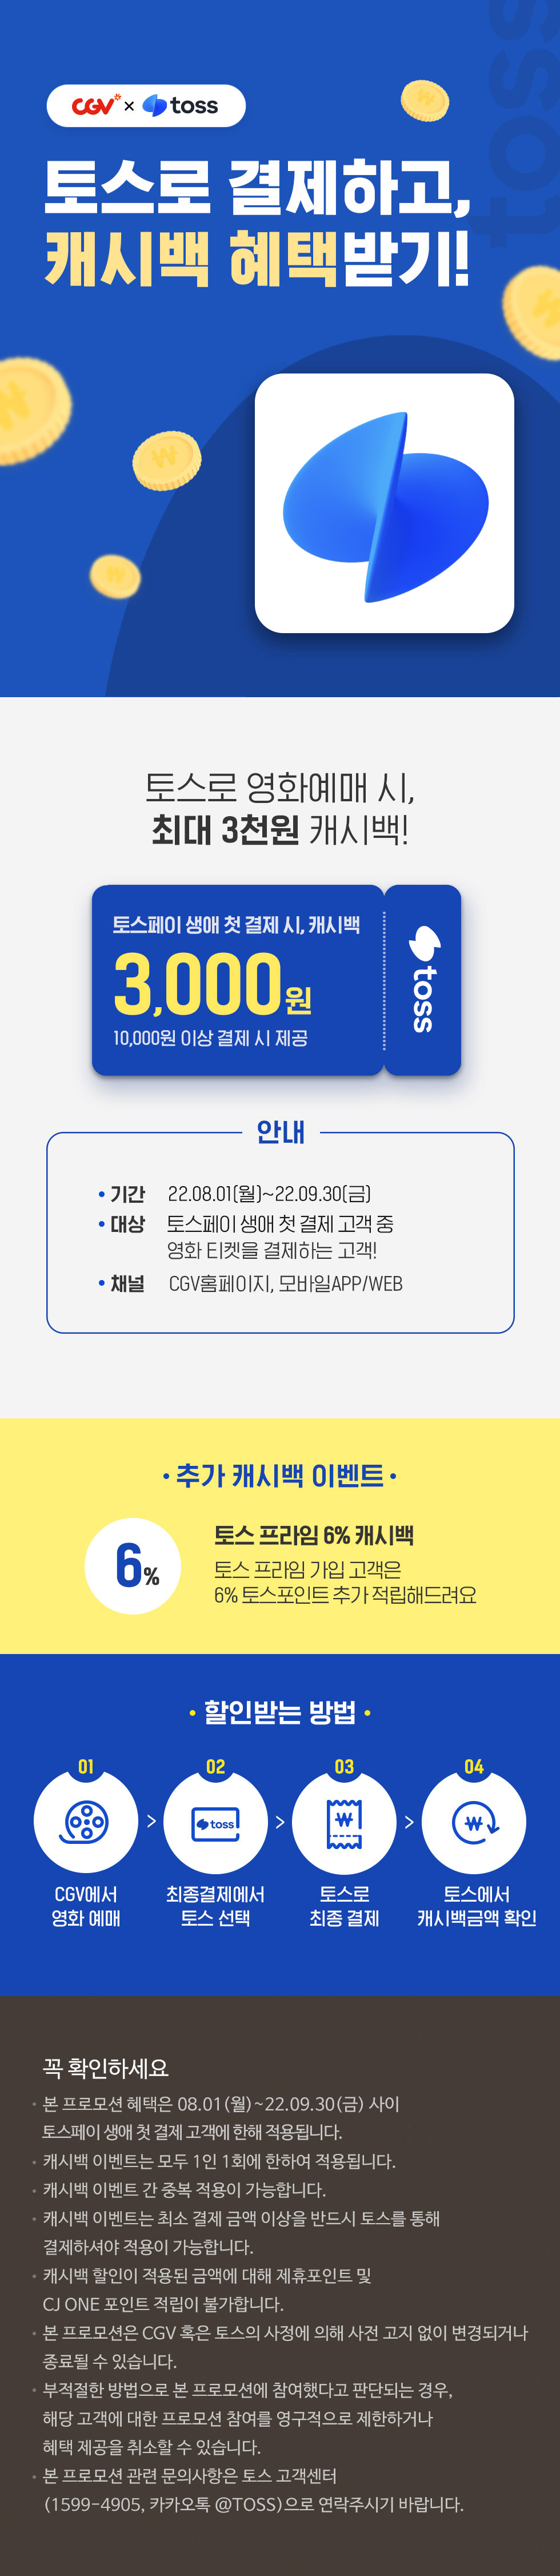 toss
CGV × toss
토스로 결제하고,
캐시백 혜택받기!
토스로 영화예매 시,
최대 3천원 캐시백!
토스페이 생애 첫 결제 시, 캐시백
3,000원
10,000원 이상 결제 시 제공
toss
안내
• 기간 22.08.01(월)~22.09.30(금)
• 대상 토스페이 생애 첫 결제 고객 중
영화 티켓을 결제하는 고객!
• 채널 CGV홈페이지, 모바일APP/WEB
• 추가 캐시백 이벤트 •
6%
토스 프라임 6% 캐시백
토스 프라임 가입 고객은
6% 토스포인트 추가 적립해드려요
• 할인받는 방법 •
01
CGV에서
영화 예매
>
02
toss
최종결제에서
토스 선택
>
03
₩
토스로
최종 결제
>
04
₩
토스에서
캐시백금액 확인
꼭 확인하세요
• 본 프로모션 혜택은 08.01(월)~22.09.30(금) 사이
토스페이 생애 첫 결제 고객에 한해 적용됩니다.
• 캐시백 이벤트는 모두 1인 1회에 한하여 적용됩니다.
• 캐시백 이벤트 간 중복 적용이 가능합니다.
• 캐시백 이벤트는 최소 결제 금액 이상을 반드시 토스를 통해
결제하셔야 적용이 가능합니다.
• 캐시백 할인이 적용된 금액에 대해 제휴포인트 및
CJ ONE 포인트 적립이 불가합니다.
• 본 프로모션은 CGV 혹은 토스의 사정에 의해 사전 고지 없이 변경되거나
종료될 수 있습니다.
• 부적절한 방법으로 본 프로모션에 참여했다고 판단되는 경우,
해당 고객에 대한 프로모션 참여를 영구적으로 제한하거나
혜택 제공을 취소할 수 있습니다.
• 본 프로모션 관련 문의사항은 토스 고객센터
(1599-4905, 카카오톡 @TOSS)으로 연락주시기 바랍니다.